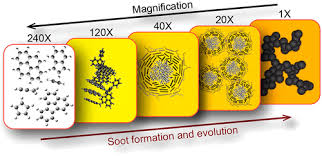 Magnification
240X
120X
40X
20X
1X
Soot formation and evolution